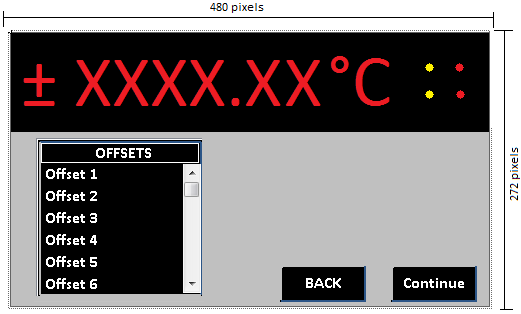 480 pixels
± XXXX.XX °C
272 pixels
OFFSETS
Offset 1
Offset 2
Offset 3
Offset 4
Offset 5
Offset 6
BACK
Continue